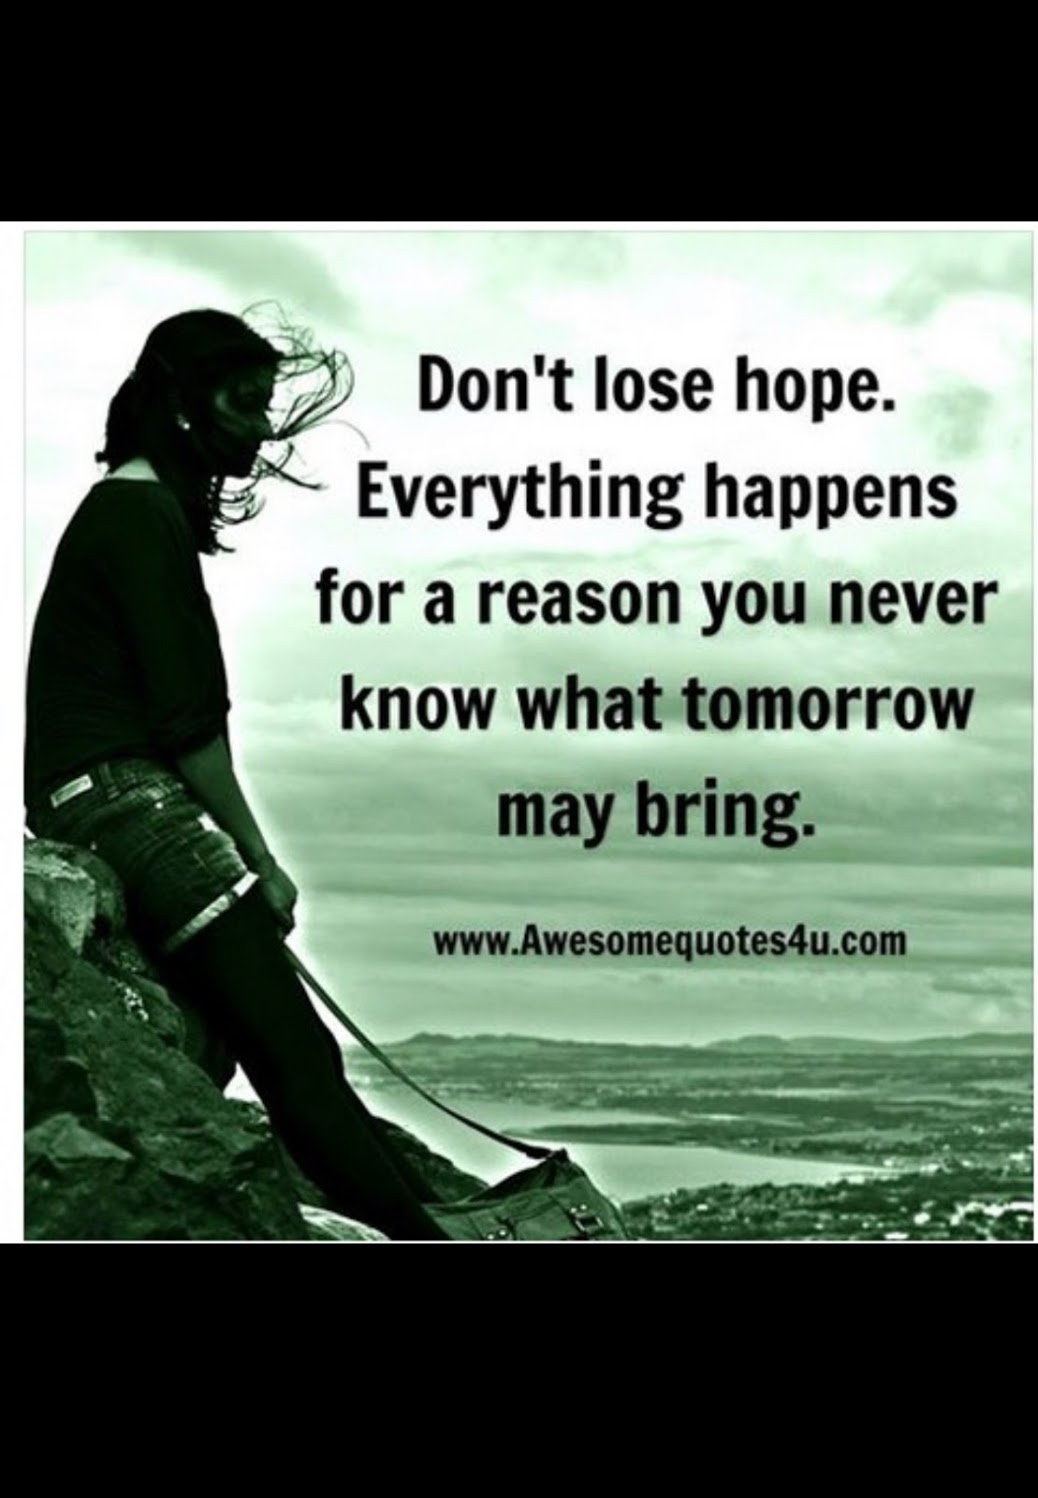 Don't lose hope.
Everything happens
for a reason you never
know what tomorrow
may bring.
www.Awesomequotes4u.com